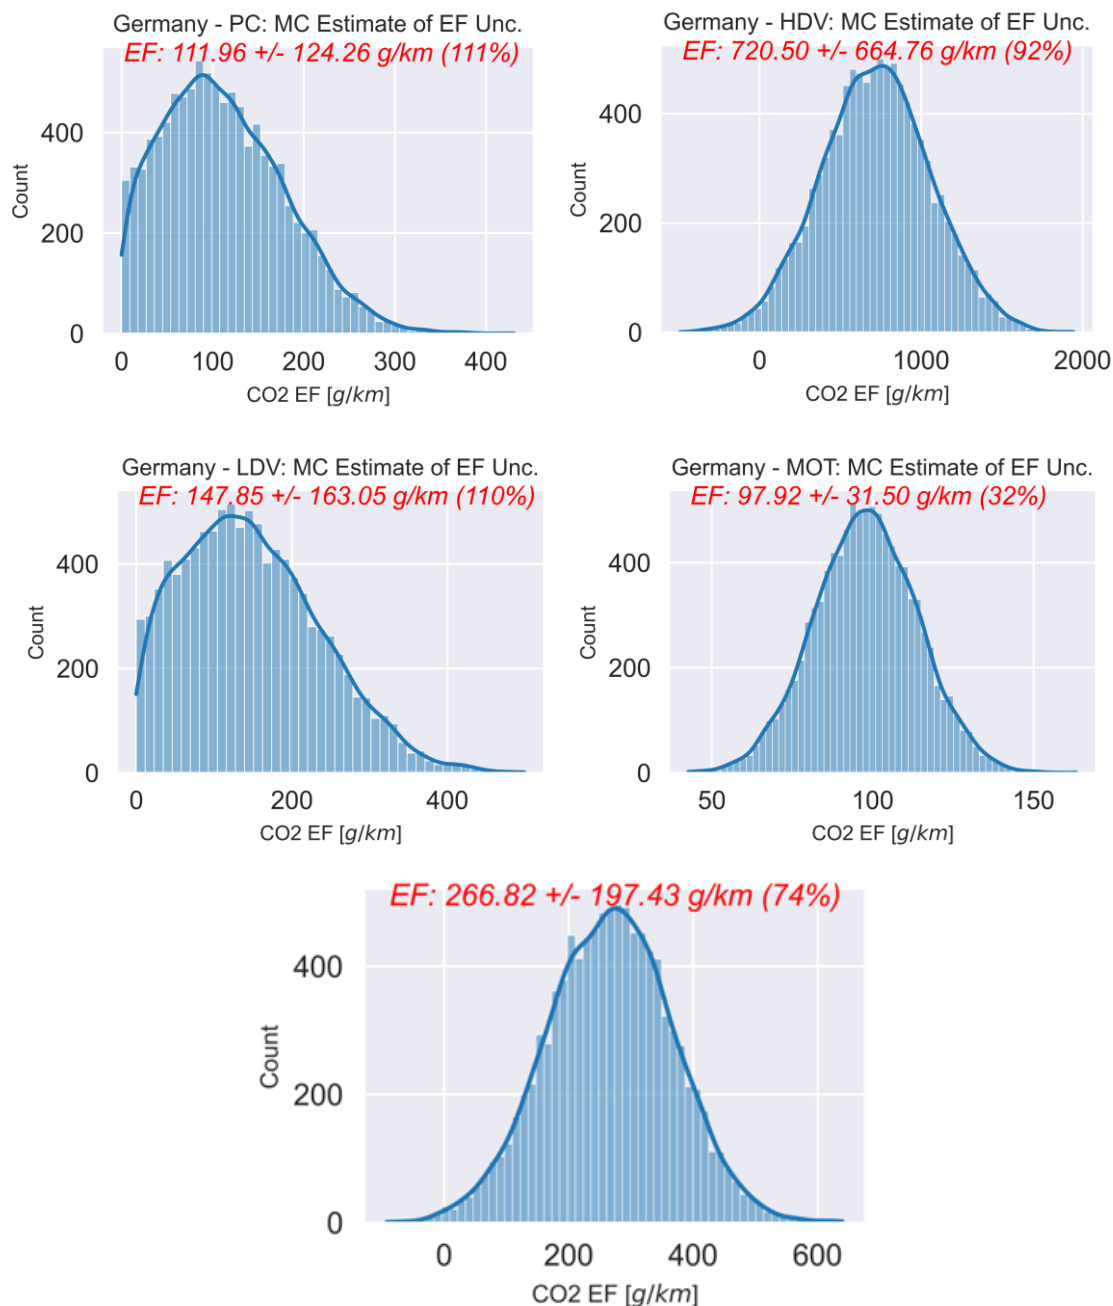 Germany - PC: MC Estimate of EF Unc.
EF: 111.96 +/- 124.26 g/km (111%)
400
200
0
Count
0 100 200 300 400
CO2 EF [g/km]
Germany - HDV: MC Estimate of EF Unc.
EF: 720.50 +/- 664.76 g/km (92%)
400
200
0
Count
0 1000 2000
CO2 EF [g/km]
Germany - LDV: MC Estimate of EF Unc.
EF: 147.85 +/- 163.05 g/km (110%)
400
200
0
Count
0 200 400
CO2 EF [g/km]
Germany - MOT: MC Estimate of EF Unc.
EF: 97.92 +/- 31.50 g/km (32%)
400
200
0
Count
50 100 150
CO2 EF [g/km]
EF: 266.82 +/- 197.43 g/km (74%)
400
200
0
Count
0 200 400 600
CO2 EF [g/km]